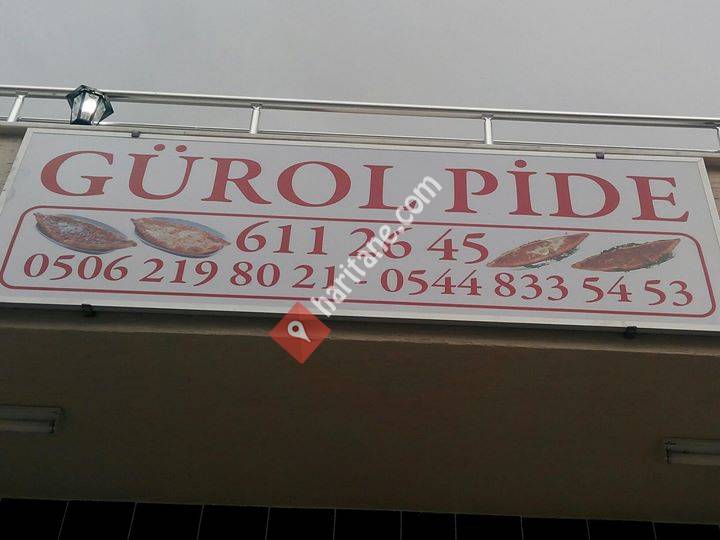 GÜROL PİDE
611 26 45
0506 219 80 21 - 0544 833 54 53
haritane.com